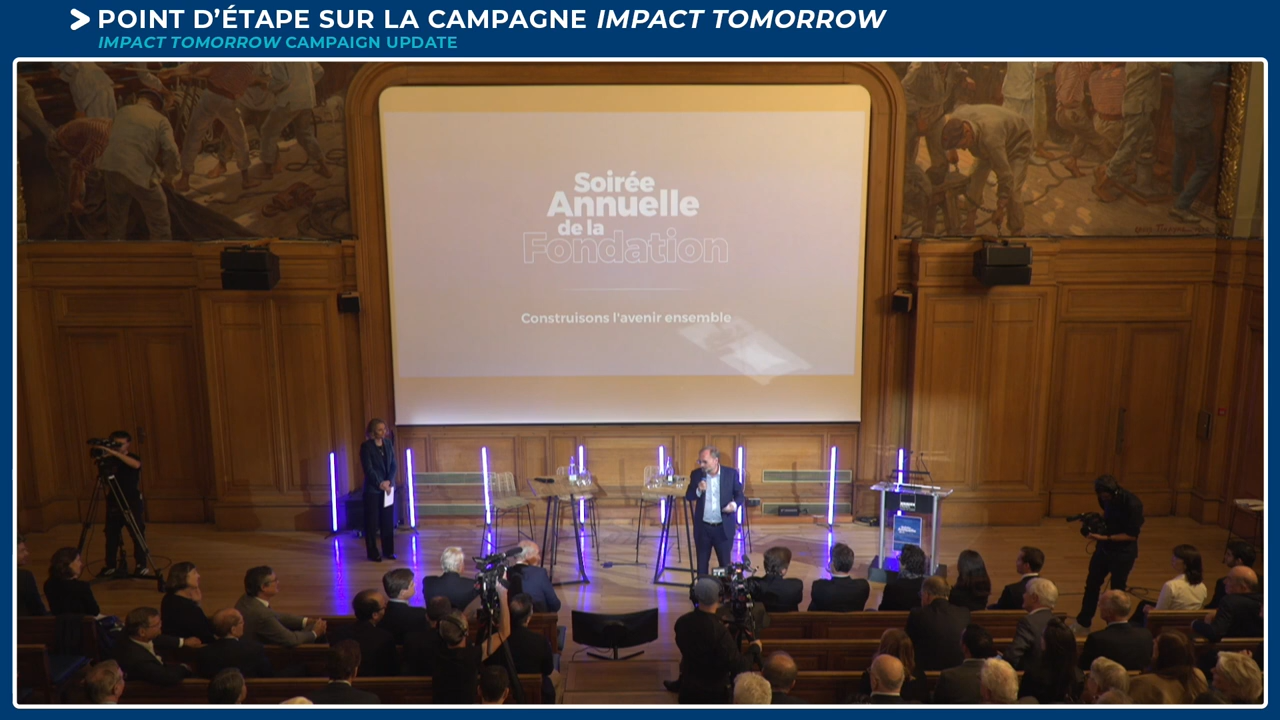 POINT D’ÉTAPE SUR LA CAMPAGNE IMPACT TOMORROW
IMPACT TOMORROW CAMPAIGN UPDATE
Soirée
Annuelle
de la
Fondation
Construisons l'avenir ensemble